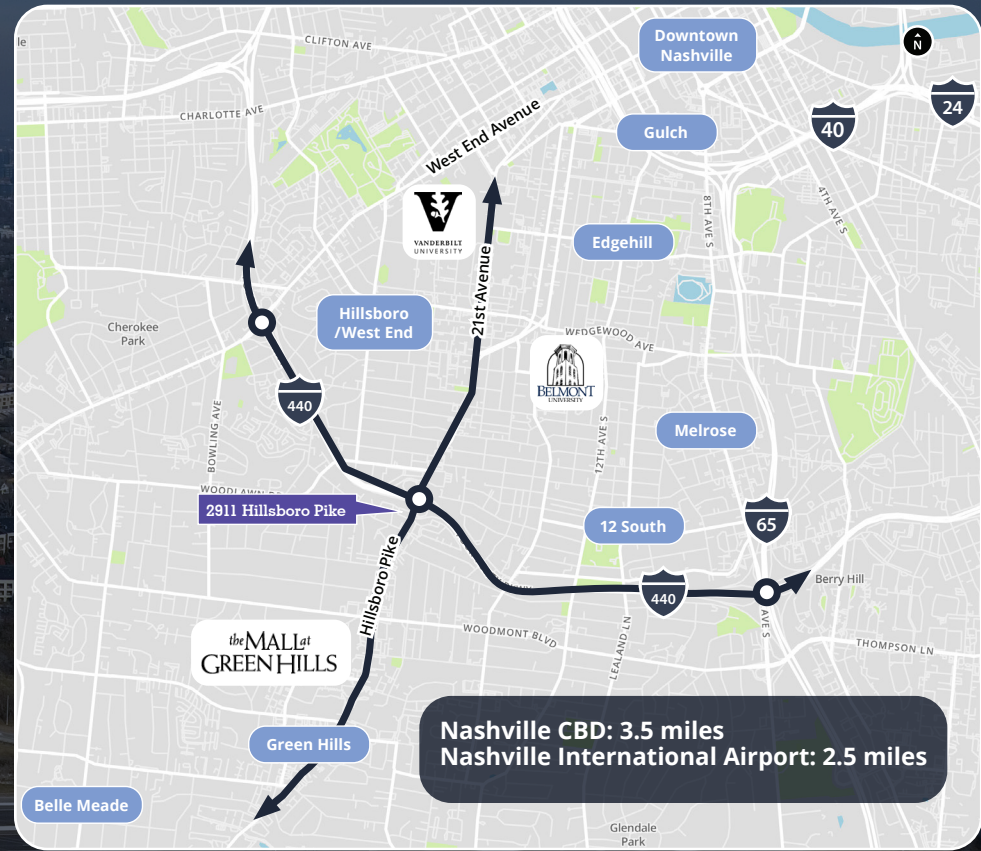 le
CLIFTON AVE
Downtown
Nashville
N
24
CHARLOTTE AVE
West End Avenue
Gulch
40
4TH AVE S
8TH AVE S
V
VANDERBILT
UNIVERSITY
Edgehill
21st Avenue
Hillsboro
/West End
Cherokee
Park
WEDGEWOOD AVE
BELMONT
UNIVERSITY
440
BOWLING AVE
12TH AVE S
Melrose
WOODLAWN
2911 Hillsboro Pike
12 South
65
Hillsboro Pike
440
Berry Hill
the MALL at
GREEN HILLS
WOODMONT BLVD
LEALAND LN
AVE S
THOMPSON LN
Green Hills
Nashville CBD: 3.5 miles
Nashville International Airport: 2.5 miles
Belle Meade
Glendale
Park